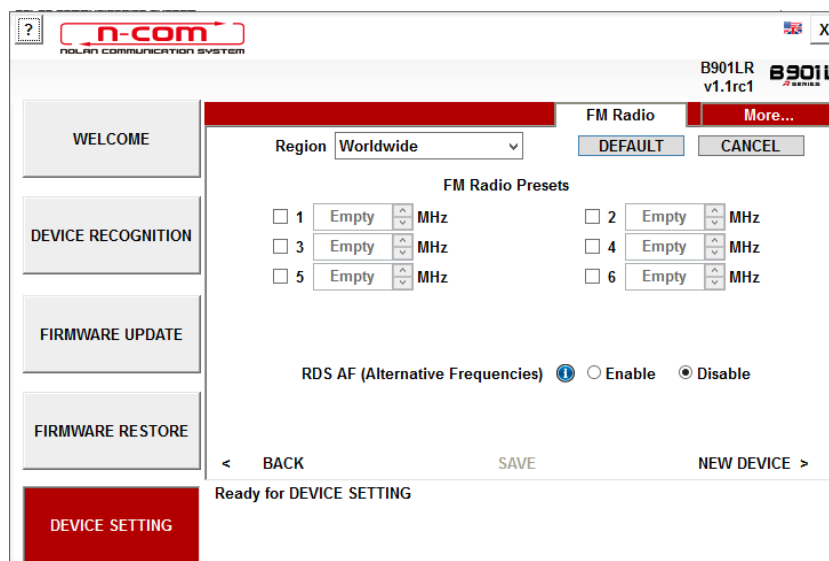 ?
n-com
NOLAN COMMUNICATION SYSTEM
X
B901LR
v1.1rc1
B901L
R SERIES
WELCOME
DEVICE RECOGNITION
FIRMWARE UPDATE
FIRMWARE RESTORE
DEVICE SETTING
FM Radio
More...
Region Worldwide
DEFAULT
CANCEL
FM Radio Presets
1 Empty MHz
2 Empty MHz
3 Empty MHz
4 Empty MHz
5 Empty MHz
6 Empty MHz
RDS AF (Alternative Frequencies) i Enable Disable
< BACK
SAVE
NEW DEVICE >
Ready for DEVICE SETTING